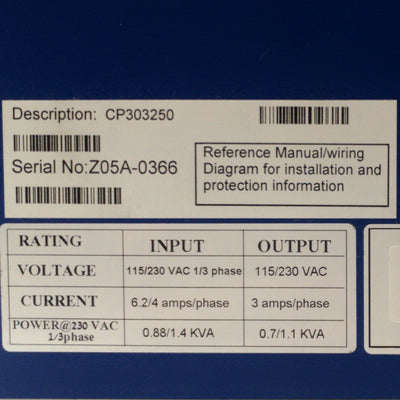 Description: CP303250
Serial No:Z05A-0366
Reference Manual/wiring
Diagram for installation and
protection information
RATING INPUT OUTPUT
VOLTAGE 115/230 VAC 1/3 phase 115/230 VAC
CURRENT 6.2/4 amps/phase 3 amps/phase
POWER@230 VAC 0.88/1.4 KVA 0.7/1.1 KVA
1/3phase